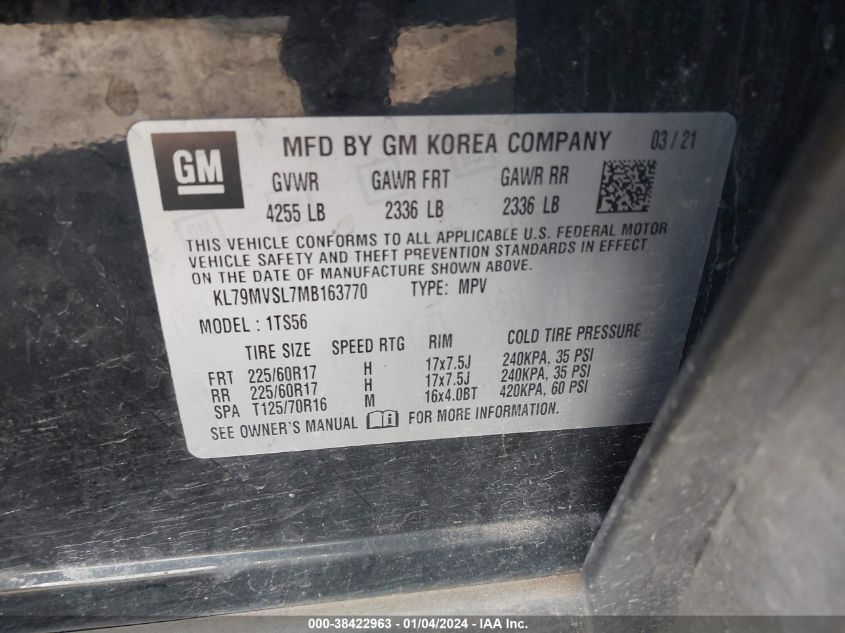 GM
MFD BY GM KOREA COMPANY 03/21
GVWR GAWR FRT GAWR RR
4255 LB 2336 LB 2336 LB
THIS VEHICLE CONFORMS TO ALL APPLICABLE U.S. FEDERAL MOTOR
VEHICLE SAFETY AND THEFT PREVENTION STANDARDS IN EFFECT
ON THE DATE OF MANUFACTURE SHOWN ABOVE.
KL79MVSL7MB163770 TYPE: MPV
MODEL : 1TS56
TIRE SIZE SPEED RTG RIM COLD TIRE PRESSURE
FRT 225/60R17 H 17x7.5J 240KPA, 35 PSI
RR 225/60R17 H 17x7.5J 240KPA, 35 PSI
SPA T125/70R16 M 16x4.0BT 420KPA, 60 PSI
SEE OWNER'S MANUAL FOR MORE INFORMATION.
000-38422963 - 01/04/2024 - © COPYRIGHT IAA, LLC.